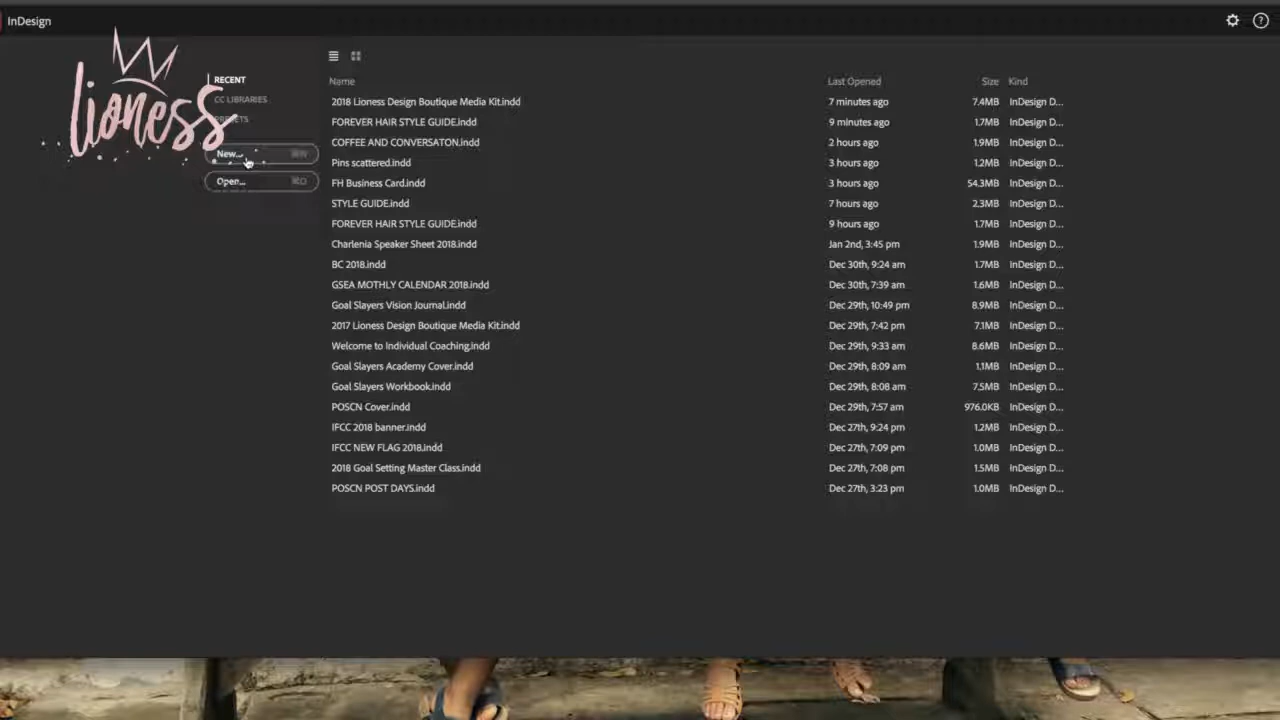 InDesign
lioness
RECENT
CC LIBRARIES
PRESETS
New... ⌘N
Open... ⌘O
Name Last Opened Size Kind
2018 Lioness Design Boutique Media Kit.indd 7 minutes ago 7.4MB InDesign D...
FOREVER HAIR STYLE GUIDE.indd 9 minutes ago 1.7MB InDesign D...
COFFEE AND CONVERSATON.indd 2 hours ago 1.9MB InDesign D...
Pins scattered.indd 3 hours ago 1.2MB InDesign D...
FH Business Card.indd 3 hours ago 54.3MB InDesign D...
STYLE GUIDE.indd 7 hours ago 2.3MB InDesign D...
FOREVER HAIR STYLE GUIDE.indd 9 hours ago 1.7MB InDesign D...
Charlenia Speaker Sheet 2018.indd Jan 2nd, 3:45 pm 1.9MB InDesign D...
BC 2018.indd Dec 30th, 9:24 am 1.7MB InDesign D...
GSEA MOTHLY CALENDAR 2018.indd Dec 30th, 7:39 am 1.6MB InDesign D...
Goal Slayers Vision Journal.indd Dec 29th, 10:49 pm 8.9MB InDesign D...
2017 Lioness Design Boutique Media Kit.indd Dec 29th, 7:42 pm 7.1MB InDesign D...
Welcome to Individual Coaching.indd Dec 29th, 9:33 am 8.6MB InDesign D...
Goal Slayers Academy Cover.indd Dec 29th, 8:09 am 1.1MB InDesign D...
Goal Slayers Workbook.indd Dec 29th, 8:08 am 7.5MB InDesign D...
POSCN Cover.indd Dec 29th, 7:57 am 976.0KB InDesign D...
IFCC 2018 banner.indd Dec 27th, 9:24 pm 1.2MB InDesign D...
IFCC NEW FLAG 2018.indd Dec 27th, 7:09 pm 1.0MB InDesign D...
2018 Goal Setting Master Class.indd Dec 27th, 7:08 pm 1.5MB InDesign D...
POSCN POST DAYS.indd Dec 27th, 3:23 pm 1.0MB InDesign D...